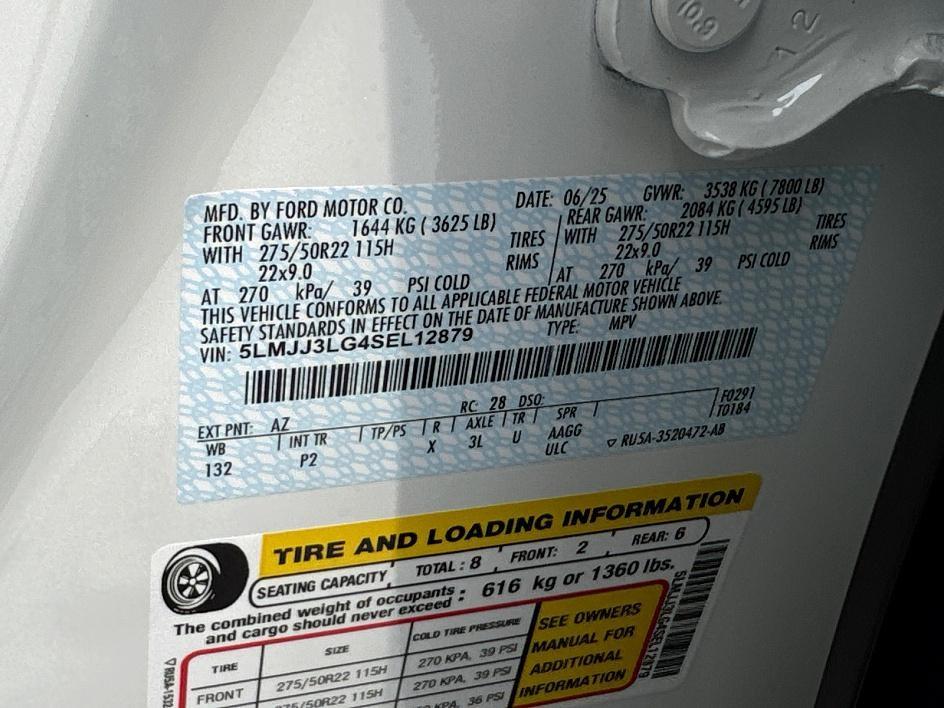 1 2
MFD. BY FORD MOTOR CO. DATE: 06/25 GVWR: 3538 KG ( 7800 LB)
FRONT GAWR: 1644 KG ( 3625 LB) REAR GAWR: 2084 KG ( 4595 LB)
WITH 275/50R22 115H TIRES WITH 275/50R22 115H TIRES
22x9.0 RIMS 22x9.0 RIMS
AT 270 kPa/ 39 PSI COLD AT 270 kPa/ 39 PSI COLD
THIS VEHICLE CONFORMS TO ALL APPLICABLE FEDERAL MOTOR VEHICLE
SAFETY STANDARDS IN EFFECT ON THE DATE OF MANUFACTURE SHOWN ABOVE.
VIN: 5LMJJ3LG4SEL12879 TYPE: MPV
EXT PNT: AZ RC: 28 DSO: F0291
WB INT TR TP/PS R AXLE TR SPR T0184
132 P2 X 3L U AAGG
ULC ▽ RU5A-3520472-AB
TIRE AND LOADING INFORMATION
SEATING CAPACITY TOTAL : 8 FRONT: 2 REAR: 6
The combined weight of occupants and cargo should never exceed : 616 kg or 1360 lbs.
TIRE SIZE COLD TIRE PRESSURE SEE OWNERS
FRONT 275/50R22 115H 270 KPA, 39 PSI MANUAL FOR
275/50R22 115H 270 KPA, 39 PSI ADDITIONAL
KPA, 36 PSI INFORMATION
5LMJJ3LG4SEL12879